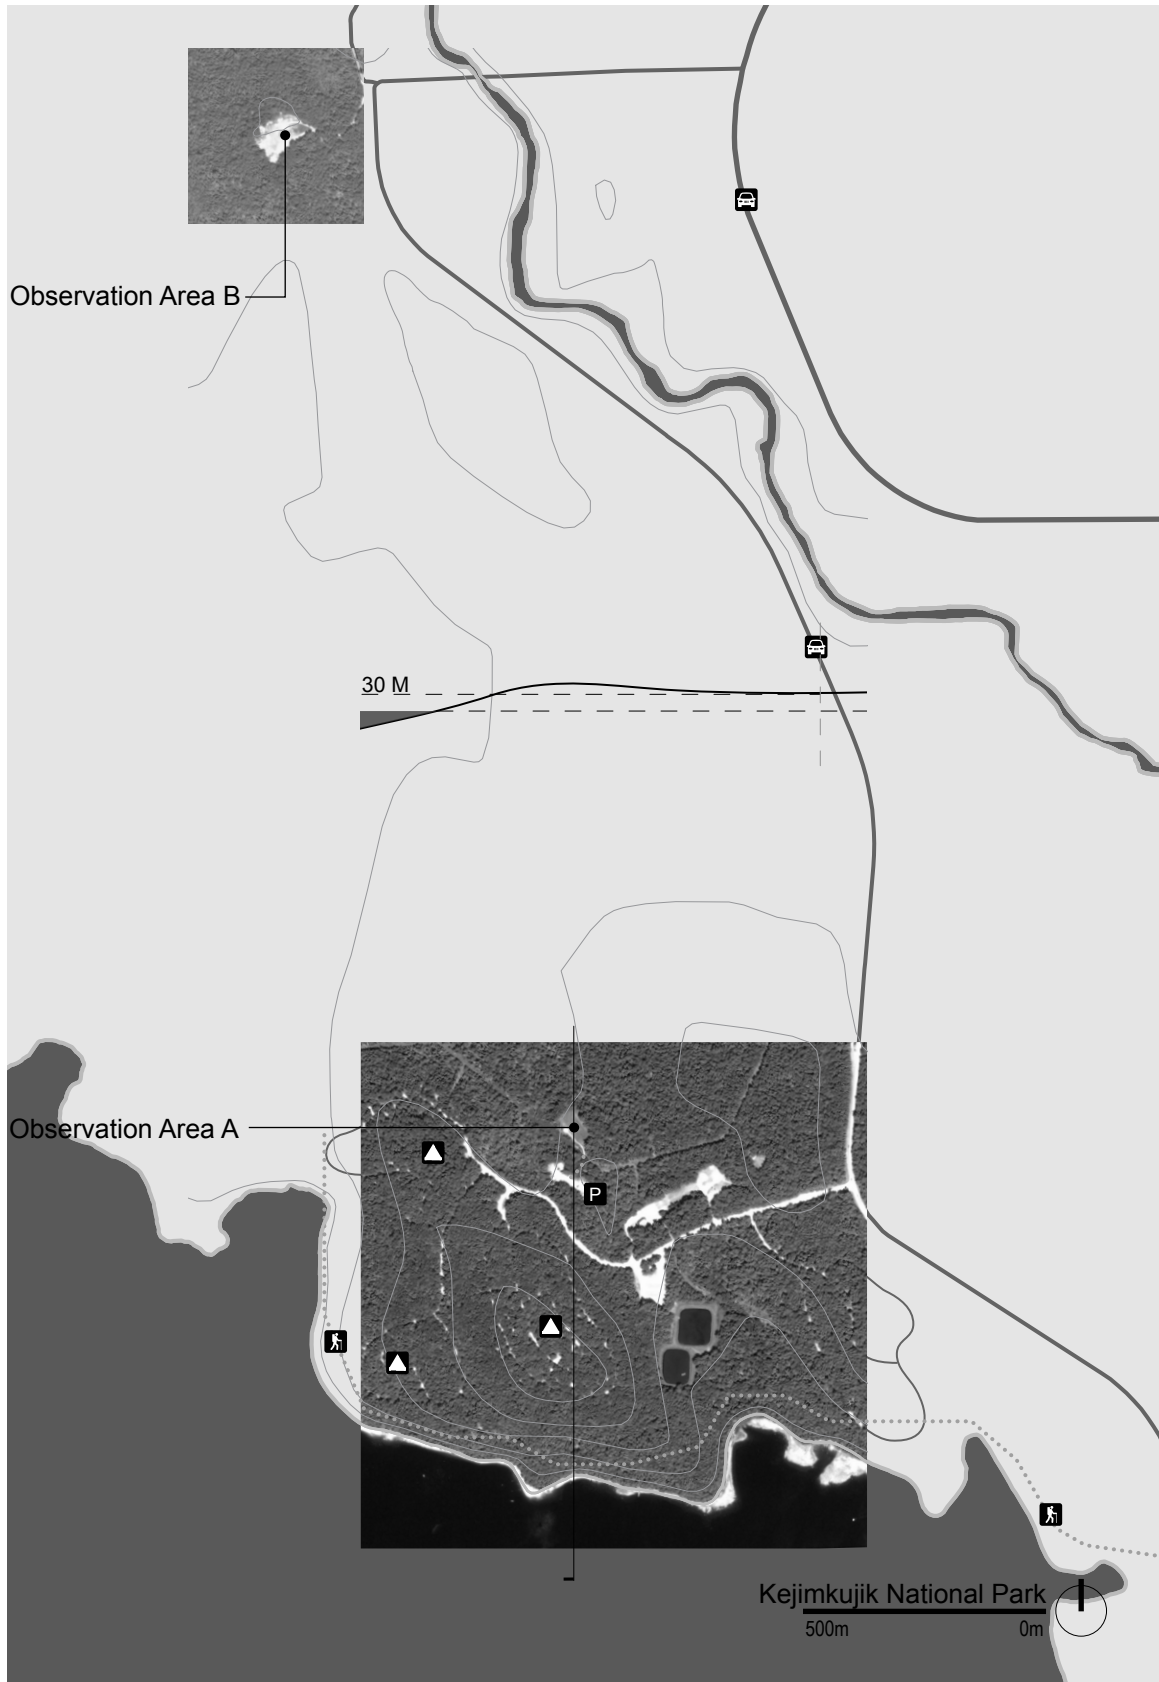 Observation Area B
30 M
Observation Area A
P
Kejimkujik National Park
500m 0m